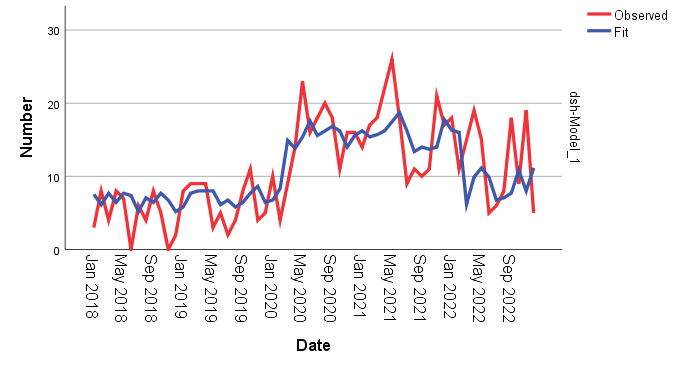 Observed
Fit
30
20
10
0
Number
dsh-Model_1
Jan 2018
May 2018
Sep 2018
Jan 2019
May 2019
Sep 2019
Jan 2020
May 2020
Sep 2020
Jan 2021
May 2021
Sep 2021
Jan 2022
May 2022
Sep 2022
Date